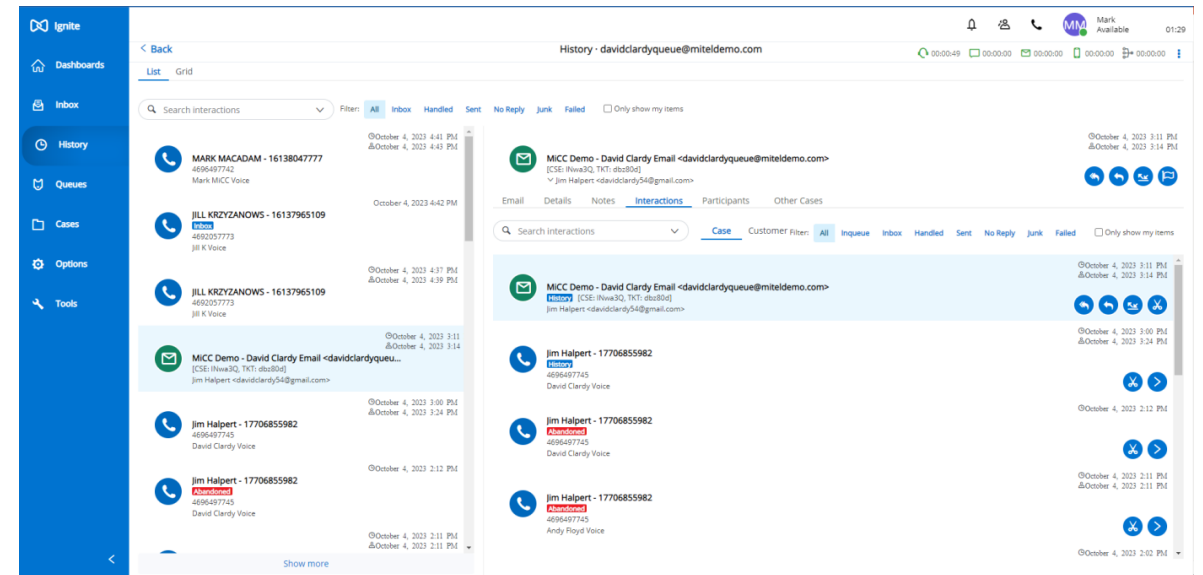 Ignite
Mark
Available
01:29
MM
Dashboards
Inbox
History
Queues
Cases
Options
Tools
< Back
History · davidclardyqueue@miteldemo.com
00:00:49 00:00:00 00:00:00 00:00:00 00:00:00
List Grid
Search interactions
Filter: All Inbox Handled Sent No Reply Junk Failed Only show my items
October 4, 2023 4:41 PM
October 4, 2023 4:43 PM
MARK MACADAM - 16138047777
4696497742
Mark MiCC Voice
October 4, 2023 4:42 PM
JILL KRZYZANOWS - 16137965109
Inbox
4692057773
Jill K Voice
October 4, 2023 4:37 PM
October 4, 2023 4:39 PM
JILL KRZYZANOWS - 16137965109
4692057773
Jill K Voice
October 4, 2023 3:11
October 4, 2023 3:14
MiCC Demo - David Clardy Email <davidclardyqueu...
[CSE: INwa3Q, TKT: dbz80d]
Jim Halpert <davidclardy54@gmail.com>
October 4, 2023 3:00 PM
October 4, 2023 3:24 PM
Jim Halpert - 17706855982
4696497745
David Clardy Voice
October 4, 2023 2:12 PM
Jim Halpert - 17706855982
Abandoned
4696497745
David Clardy Voice
October 4, 2023 2:11 PM
October 4, 2023 2:11 PM
Show more
October 4, 2023 3:11 PM
October 4, 2023 3:14 PM
MiCC Demo - David Clardy Email <davidclardyqueue@miteldemo.com>
[CSE: INwa3Q, TKT: dbz80d]
Jim Halpert <davidclardy54@gmail.com>
Email Details Notes Interactions Participants Other Cases
Search interactions
Case Customer Filter: All Inqueue Inbox Handled Sent No Reply Junk Failed Only show my items
October 4, 2023 3:11 PM
October 4, 2023 3:14 PM
MiCC Demo - David Clardy Email <davidclardyqueue@miteldemo.com>
History [CSE: INwa3Q, TKT: dbz80d]
Jim Halpert <davidclardy54@gmail.com>
October 4, 2023 3:00 PM
October 4, 2023 3:24 PM
Jim Halpert - 17706855982
History
4696497745
David Clardy Voice
October 4, 2023 2:12 PM
Jim Halpert - 17706855982
Abandoned
4696497745
David Clardy Voice
October 4, 2023 2:11 PM
October 4, 2023 2:11 PM
Jim Halpert - 17706855982
Abandoned
4696497745
Andy Floyd Voice
October 4, 2023 2:02 PM